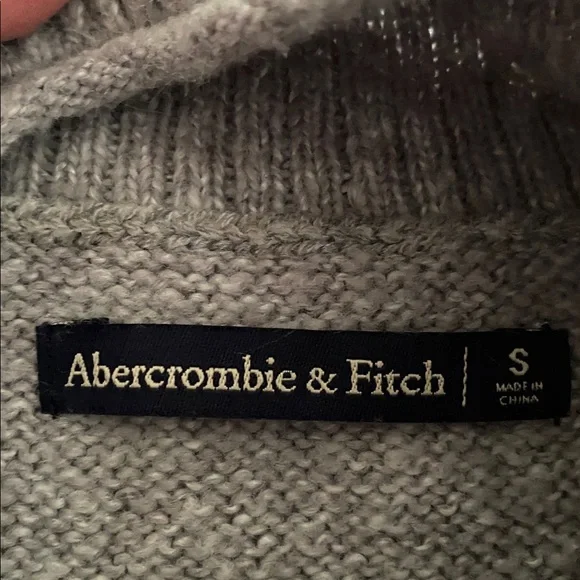 Abercrombie & Fitch
S
MADE IN
CHINA